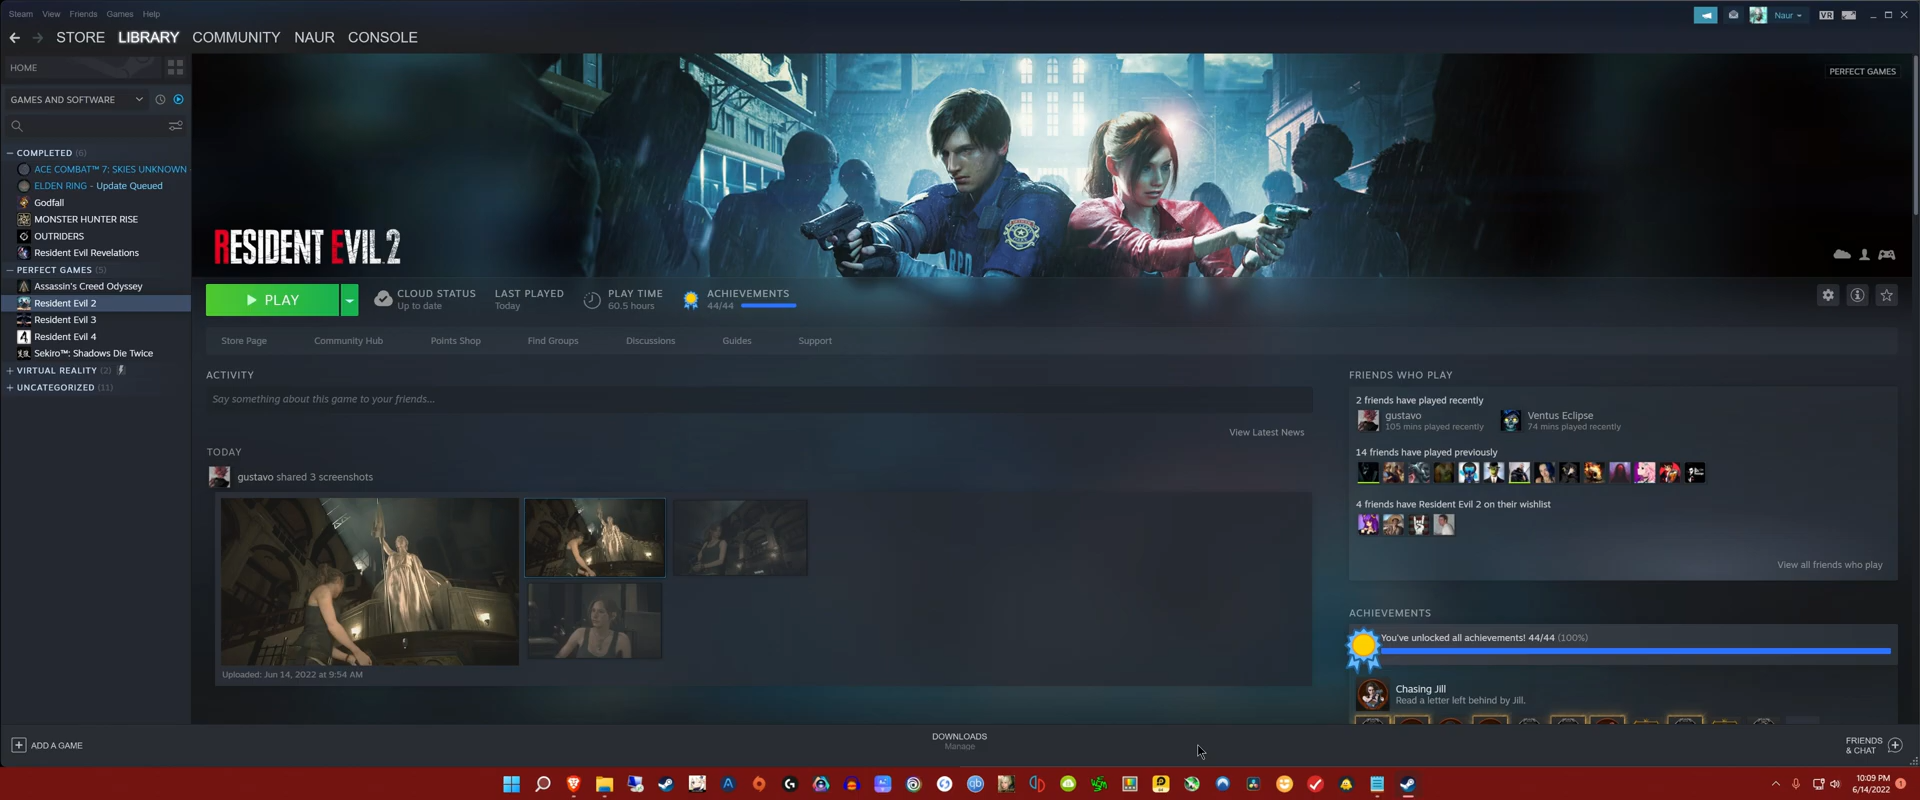 Steam View Friends Games Help
Naur
VR
STORE LIBRARY COMMUNITY NAUR CONSOLE
HOME
PERFECT GAMES
GAMES AND SOFTWARE
COMPLETED (6)
ACE COMBAT™ 7: SKIES UNKNOWN
ELDEN RING - Update Queued
Godfall
MONSTER HUNTER RISE
OUTRIDERS
Resident Evil Revelations
PERFECT GAMES (5)
Assassin's Creed Odyssey
Resident Evil 2
Resident Evil 3
Resident Evil 4
Sekiro™: Shadows Die Twice
VIRTUAL REALITY (2)
UNCATEGORIZED (11)
RESIDENT EVIL 2
R.P.D.
PLAY
CLOUD STATUS
Up to date
LAST PLAYED
Today
PLAY TIME
60.5 hours
ACHIEVEMENTS
44/44
Store Page Community Hub Points Shop Find Groups Discussions Guides Support
ACTIVITY
Say something about this game to your friends...
View Latest News
TODAY
gustavo shared 3 screenshots
Uploaded: Jun 14, 2022 at 9:54 AM
FRIENDS WHO PLAY
2 friends have played recently
gustavo
105 mins played recently
Ventus Eclipse
74 mins played recently
14 friends have played previously
4 friends have Resident Evil 2 on their wishlist
View all friends who play
ACHIEVEMENTS
You've unlocked all achievements! 44/44 (100%)
Chasing Jill
Read a letter left behind by Jill.
ADD A GAME
DOWNLOADS
Manage
FRIENDS
& CHAT
10:09 PM
6/14/2022
1